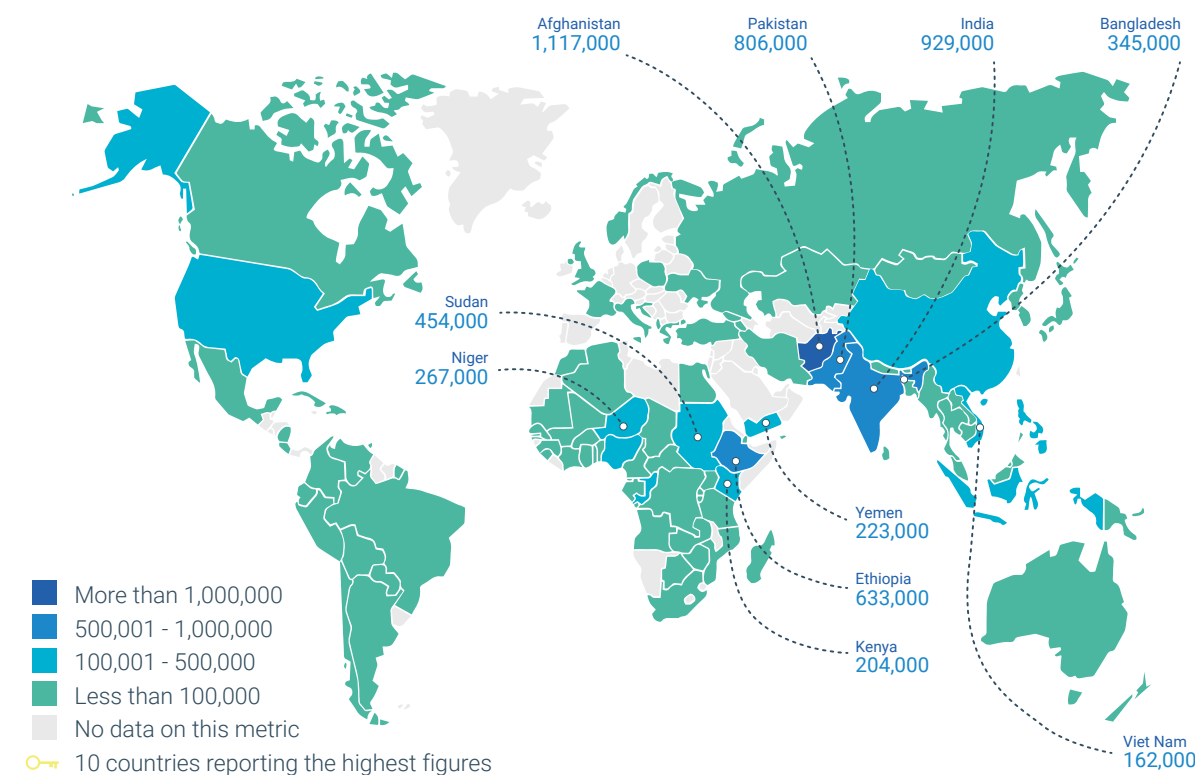 Afghanistan
1,117,000
Pakistan
806,000
India
929,000
Bangladesh
345,000
Sudan
454,000
Niger
267,000
Yemen
223,000
Ethiopia
633,000
Kenya
204,000
Viet Nam
162,000
More than 1,000,000
500,001 - 1,000,000
100,001 - 500,000
Less than 100,000
No data on this metric
10 countries reporting the highest figures